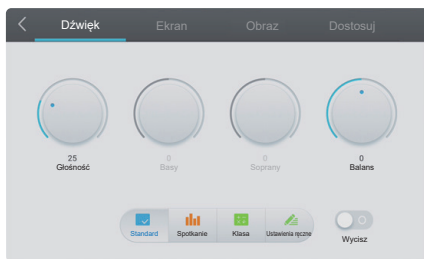 Dźwięk Ekran Obraz Dostosuj
25 0 0 0
Głośność Basy Soprany Balans
Standard Spotkanie Klasa Ustawienia ręczne
Wycisz